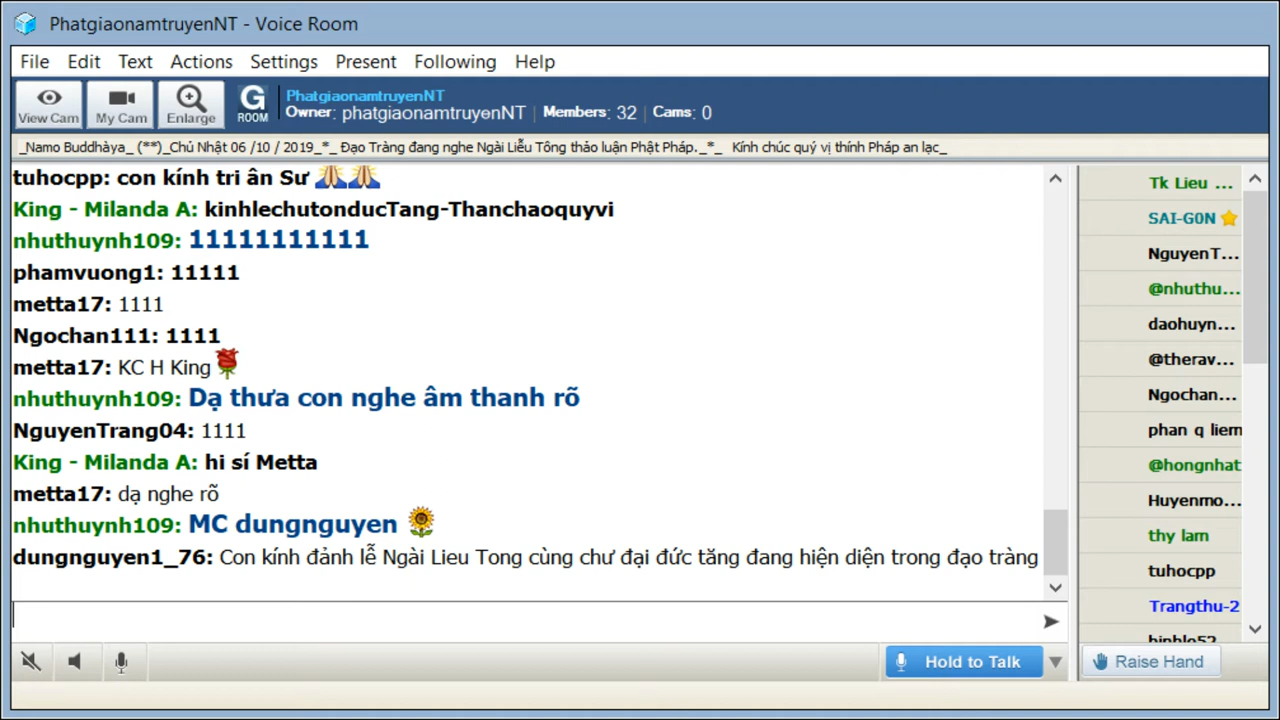 PhatgiaonamtruyenNT - Voice Room
File Edit Text Actions Settings Present Following Help
View Cam My Cam Enlarge G ROOM
PhatgiaonamtruyenNT
Owner: phatgiaonamtruyenNT | Members: 32 | Cams: 0
_Namo Buddhàya_ (**)_Chủ Nhật 06 /10 / 2019_*_ Đạo Tràng đang nghe Ngài Liễu Tông thảo luận Phật Pháp._*_ Kính chúc quý vị thính Pháp an lạc_
tuhocpp: con kính tri ân Sư
King - Milanda A: kinhlechutonducTang-Thanchaoquyvi
nhuthuynh109: 11111111111
phamvuong1: 11111
metta17: 1111
Ngochan111: 1111
metta17: KC H King
nhuthuynh109: Dạ thưa con nghe âm thanh rõ
NguyenTrang04: 1111
King - Milanda A: hi sí Metta
metta17: dạ nghe rõ
nhuthuynh109: MC dungnguyen
dungnguyen1_76: Con kính đảnh lễ Ngài Lieu Tong cùng chư đại đức tăng đang hiện diện trong đạo tràng
Tk Lieu ...
SAI-G0N
NguyenT...
@nhuthu...
daohuyn...
@therav...
Ngochan...
phan q liem
@hongnhat
Huyenmo...
thy lam
tuhocpp
Trangthu-2
binhle52
Hold to Talk
Raise Hand